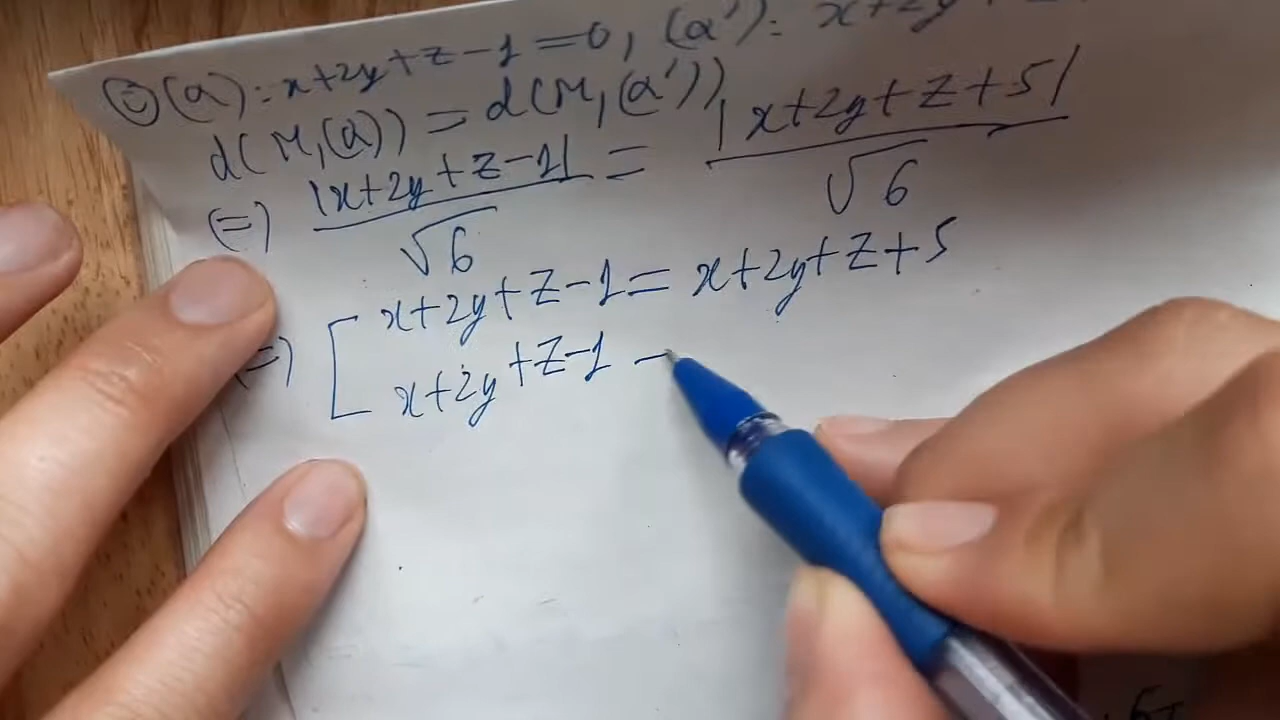 (α): x+2y+z-1=0, (α'): x+2y+
d(M,(α)) = d(M,(α'))
(=) |x+2y+z-1|/√6 = |x+2y+z+5|/√6
(=) [ x+2y+z-1 = x+2y+z+5
x+2y+z-1 -